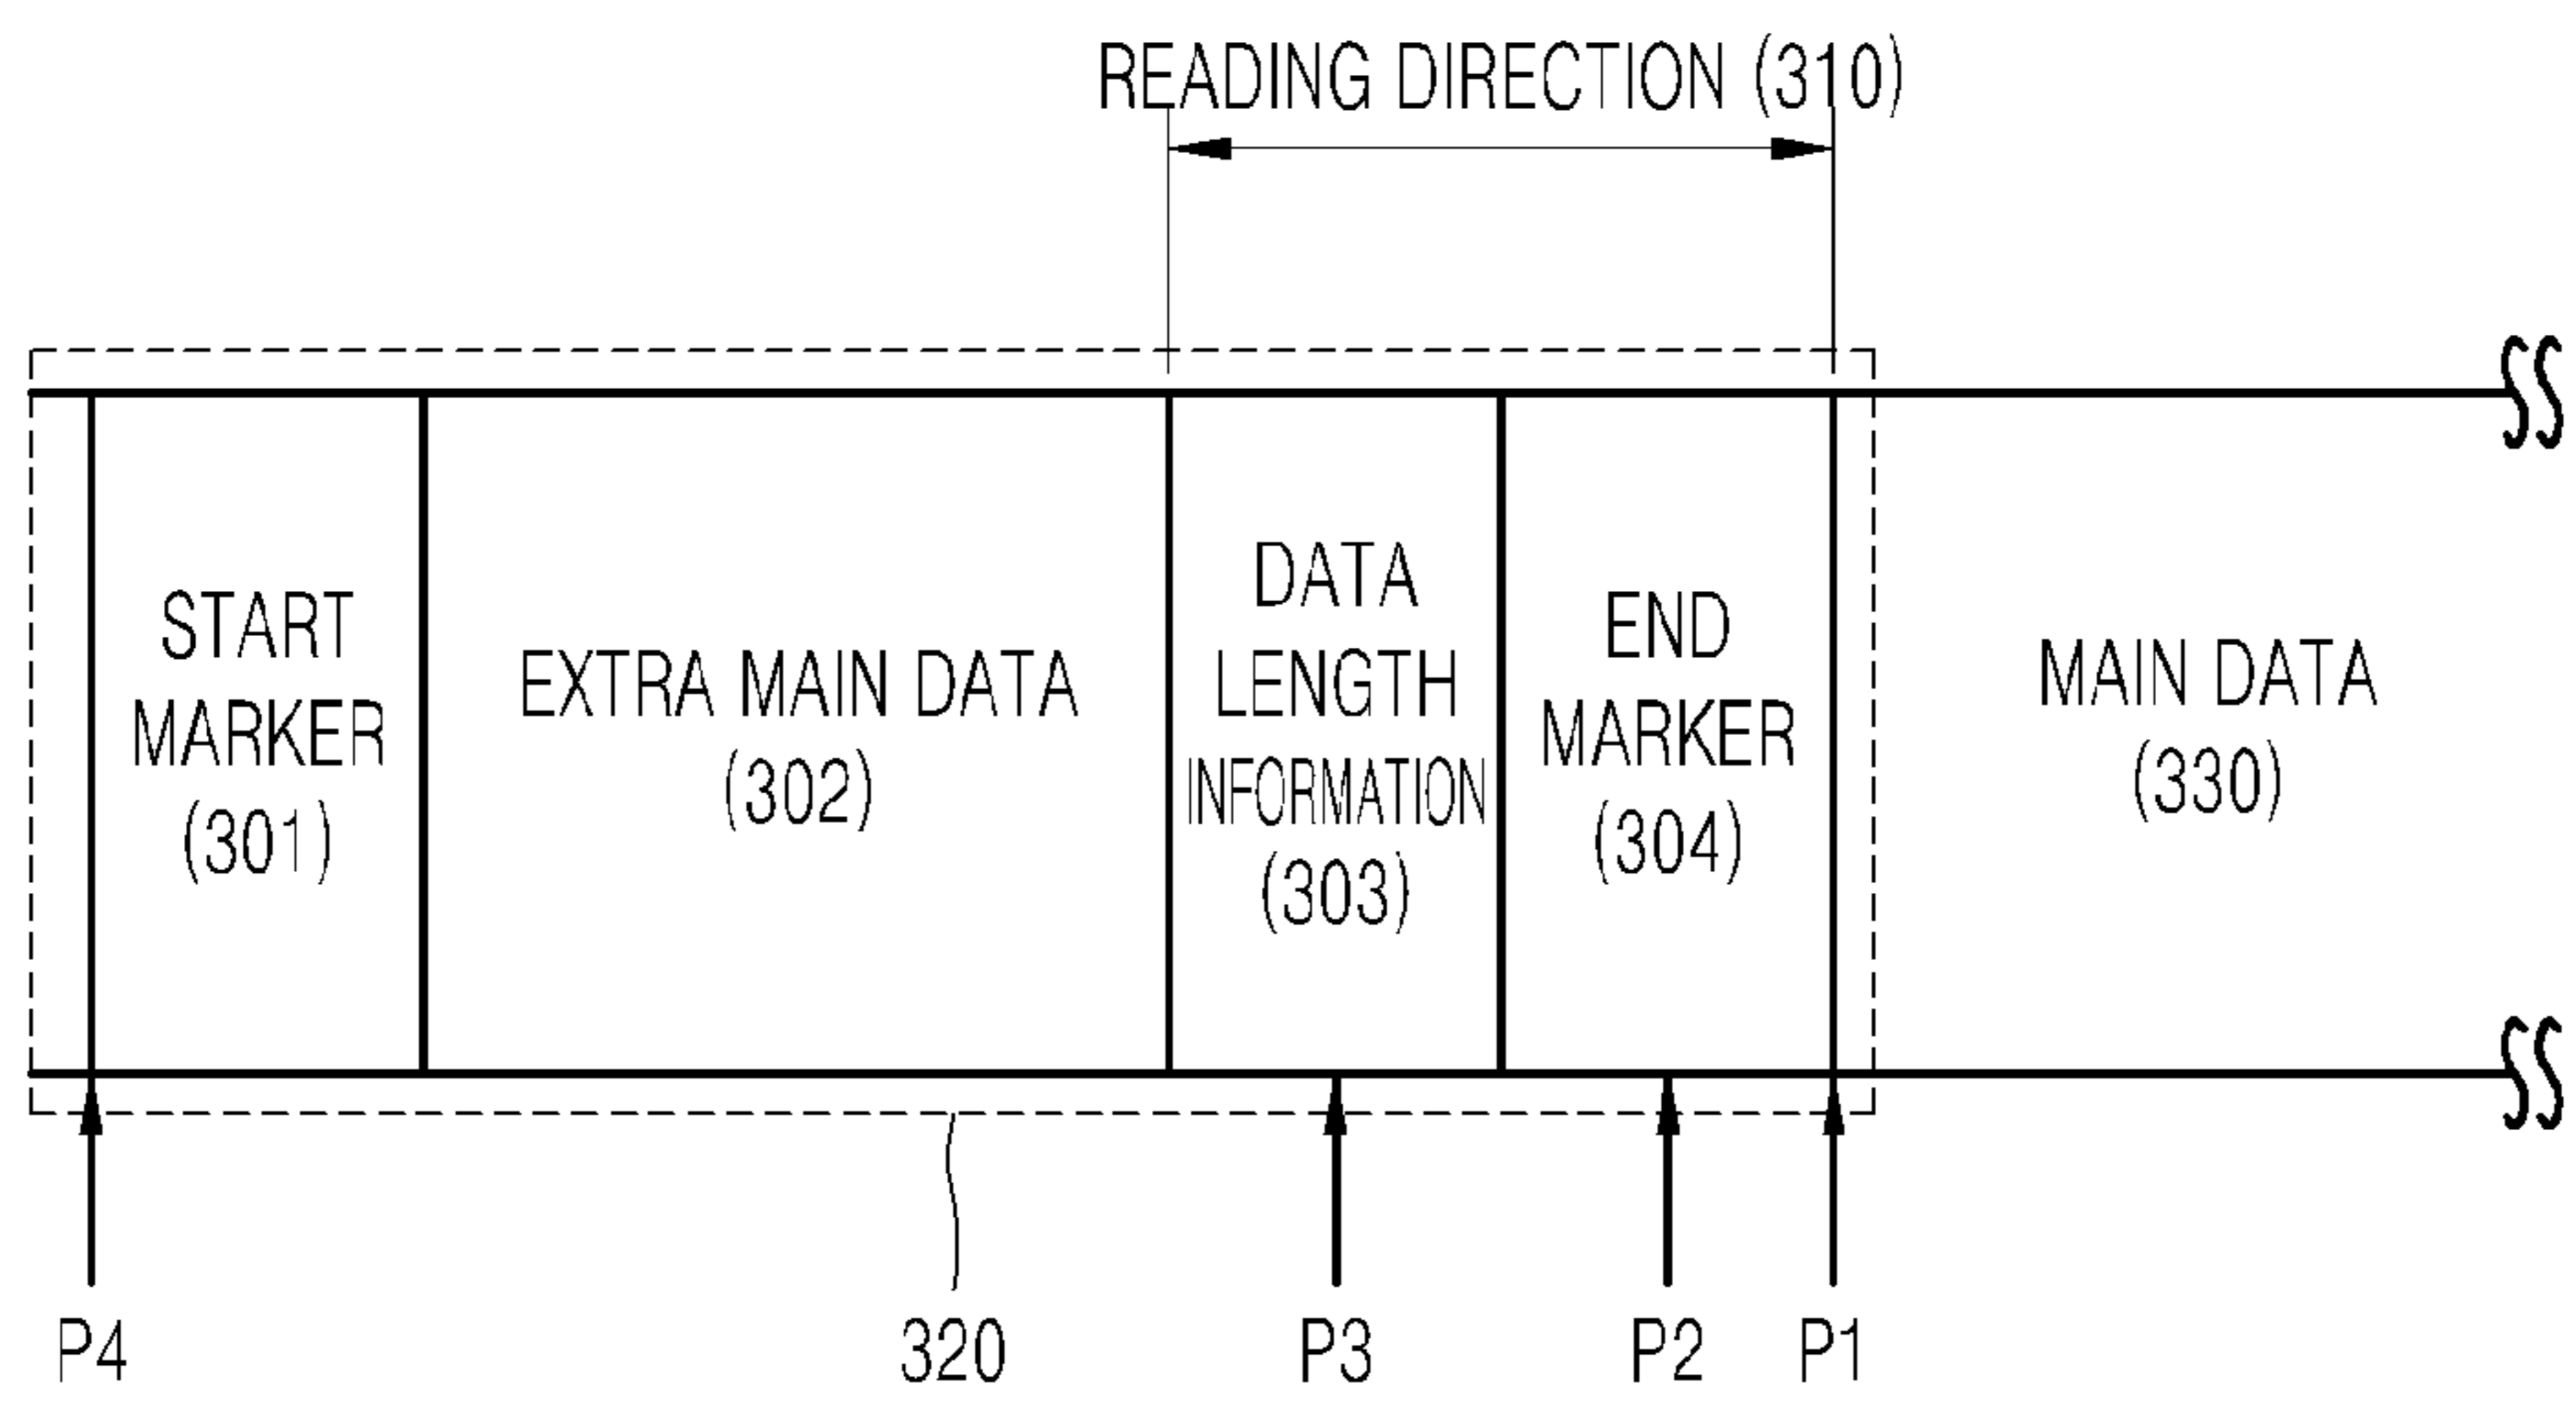 READING DIRECTION (310)
START
MARKER
(301)
EXTRA MAIN DATA
(302)
DATA
LENGTH
INFORMATION
(303)
END
MARKER
(304)
MAIN DATA
(330)
P4
320
P3
P2
P1